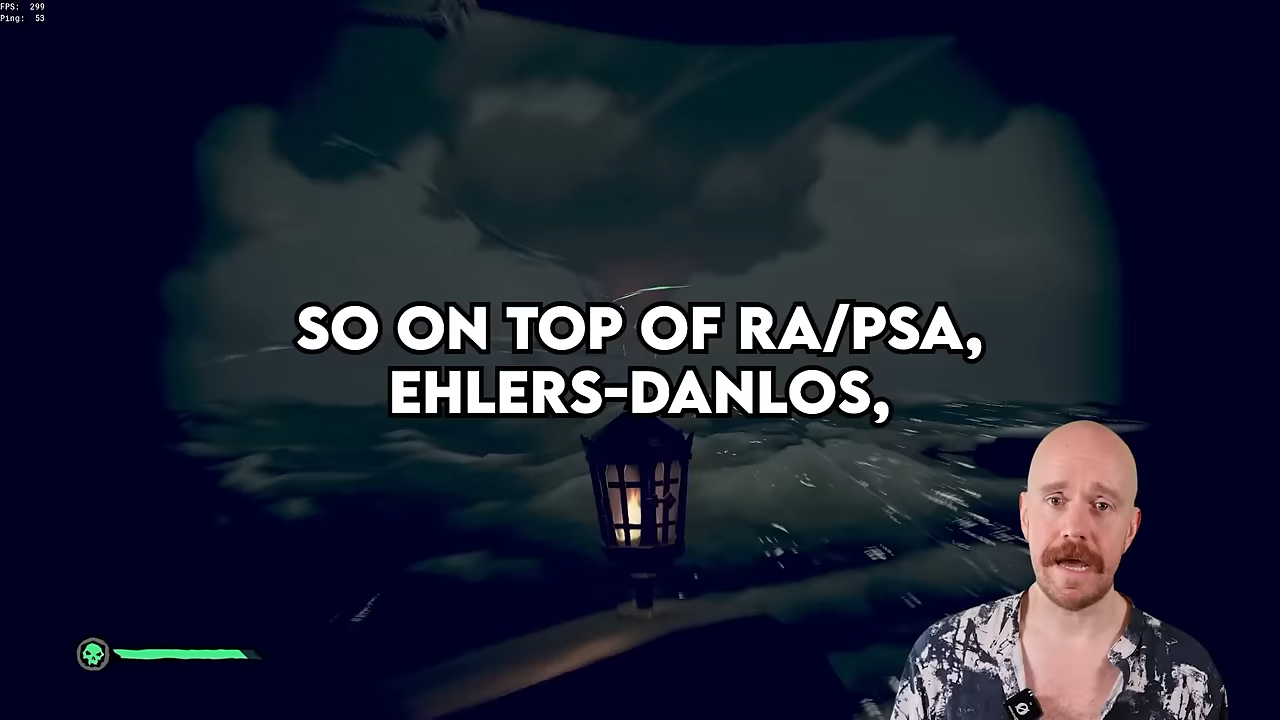 FPS: 299
Ping: 53
SO ON TOP OF RA/PSA,
EHLERS-DANLOS,